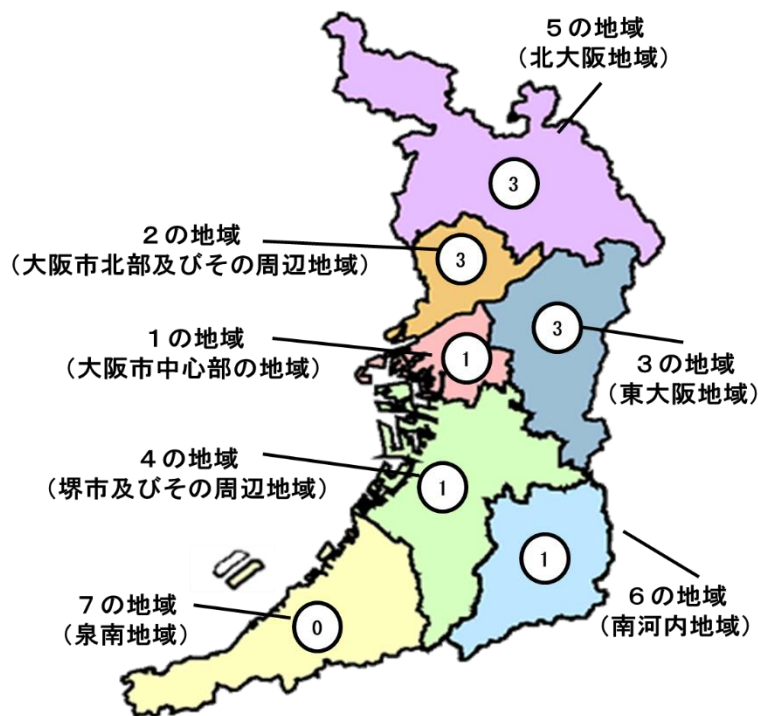 ５の地域
（北大阪地域）
３
２の地域
（大阪市北部及びその周辺地域）
３
３
１の地域
（大阪市中心部の地域）
１
３の地域
（東大阪地域）
４の地域
（堺市及びその周辺地域）
１
１
６の地域
（南河内地域）
７の地域
（泉南地域）
０